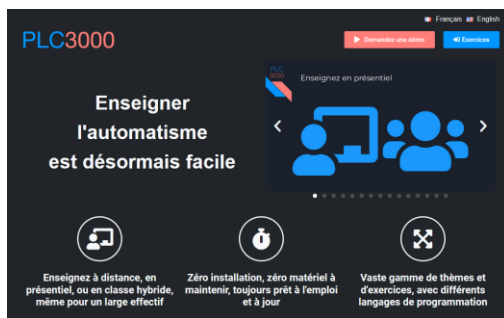 Français English
PLC3000
Demandez une démo
Exercices
Enseigner
l'automatisme
est désormais facile
PLC
3000
Enseignez en présentiel
Enseignez à distance, en
présentiel, ou en classe hybride,
même pour un large effectif
Zéro installation, zéro matériel à
maintenir, toujours prêt à l'emploi
et à jour
Vaste gamme de thèmes et
d'exercices, avec différents
langages de programmation